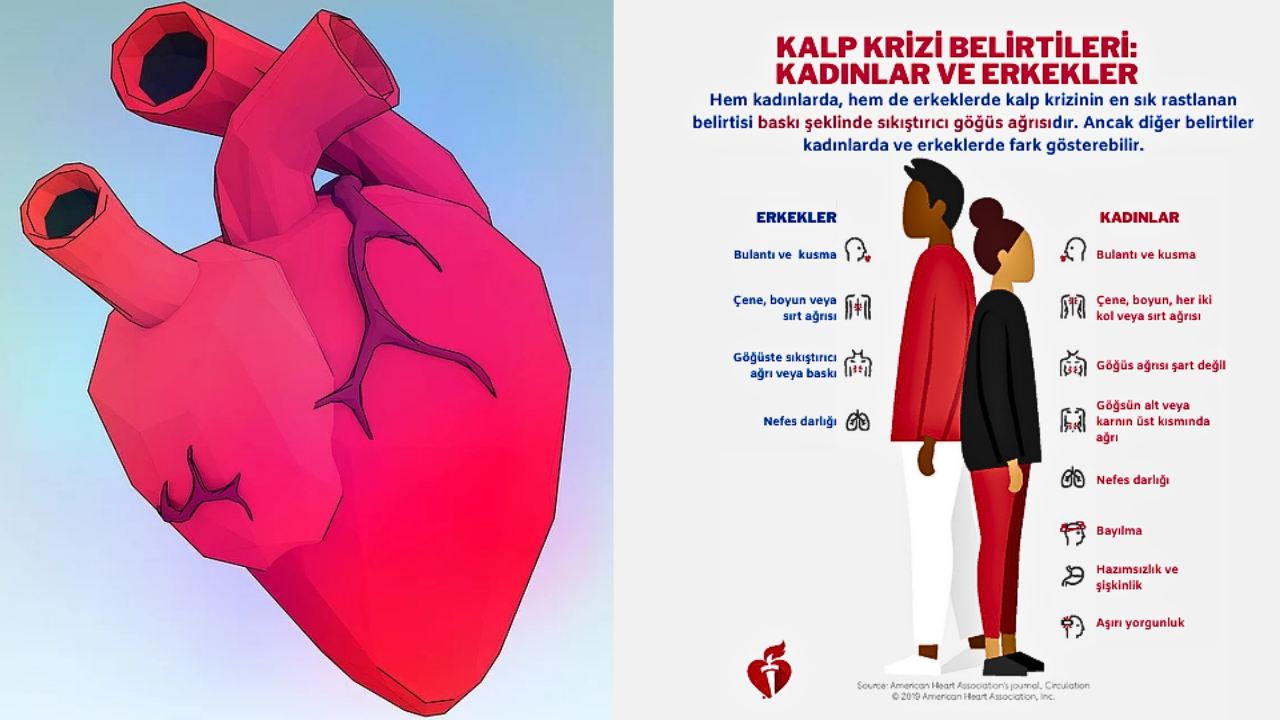 KALP KRİZİ BELİRTİLERİ:
KADINLAR VE ERKEKLER
Hem kadınlarda, hem de erkeklerde kalp krizinin en sık rastlanan
belirtisi baskı şeklinde sıkıştırıcı göğüs ağrısıdır. Ancak diğer belirtiler
kadınlarda ve erkeklerde fark gösterebilir.
ERKEKLER
Bulantı ve kusma
Çene, boyun veya
sırt ağrısı
Göğüste sıkıştırıcı
ağrı veya baskı
Nefes darlığı
KADINLAR
Bulantı ve kusma
Çene, boyun, her iki
kol veya sırt ağrısı
Göğüs ağrısı şart değil
Göğsün alt veya
karnın üst kısmında
ağrı
Nefes darlığı
Bayılma
Hazımsızlık ve
şişkinlik
Aşırı yorgunluk
Source: American Heart Association's journal, Circulation
© 2019 American Heart Association, Inc.